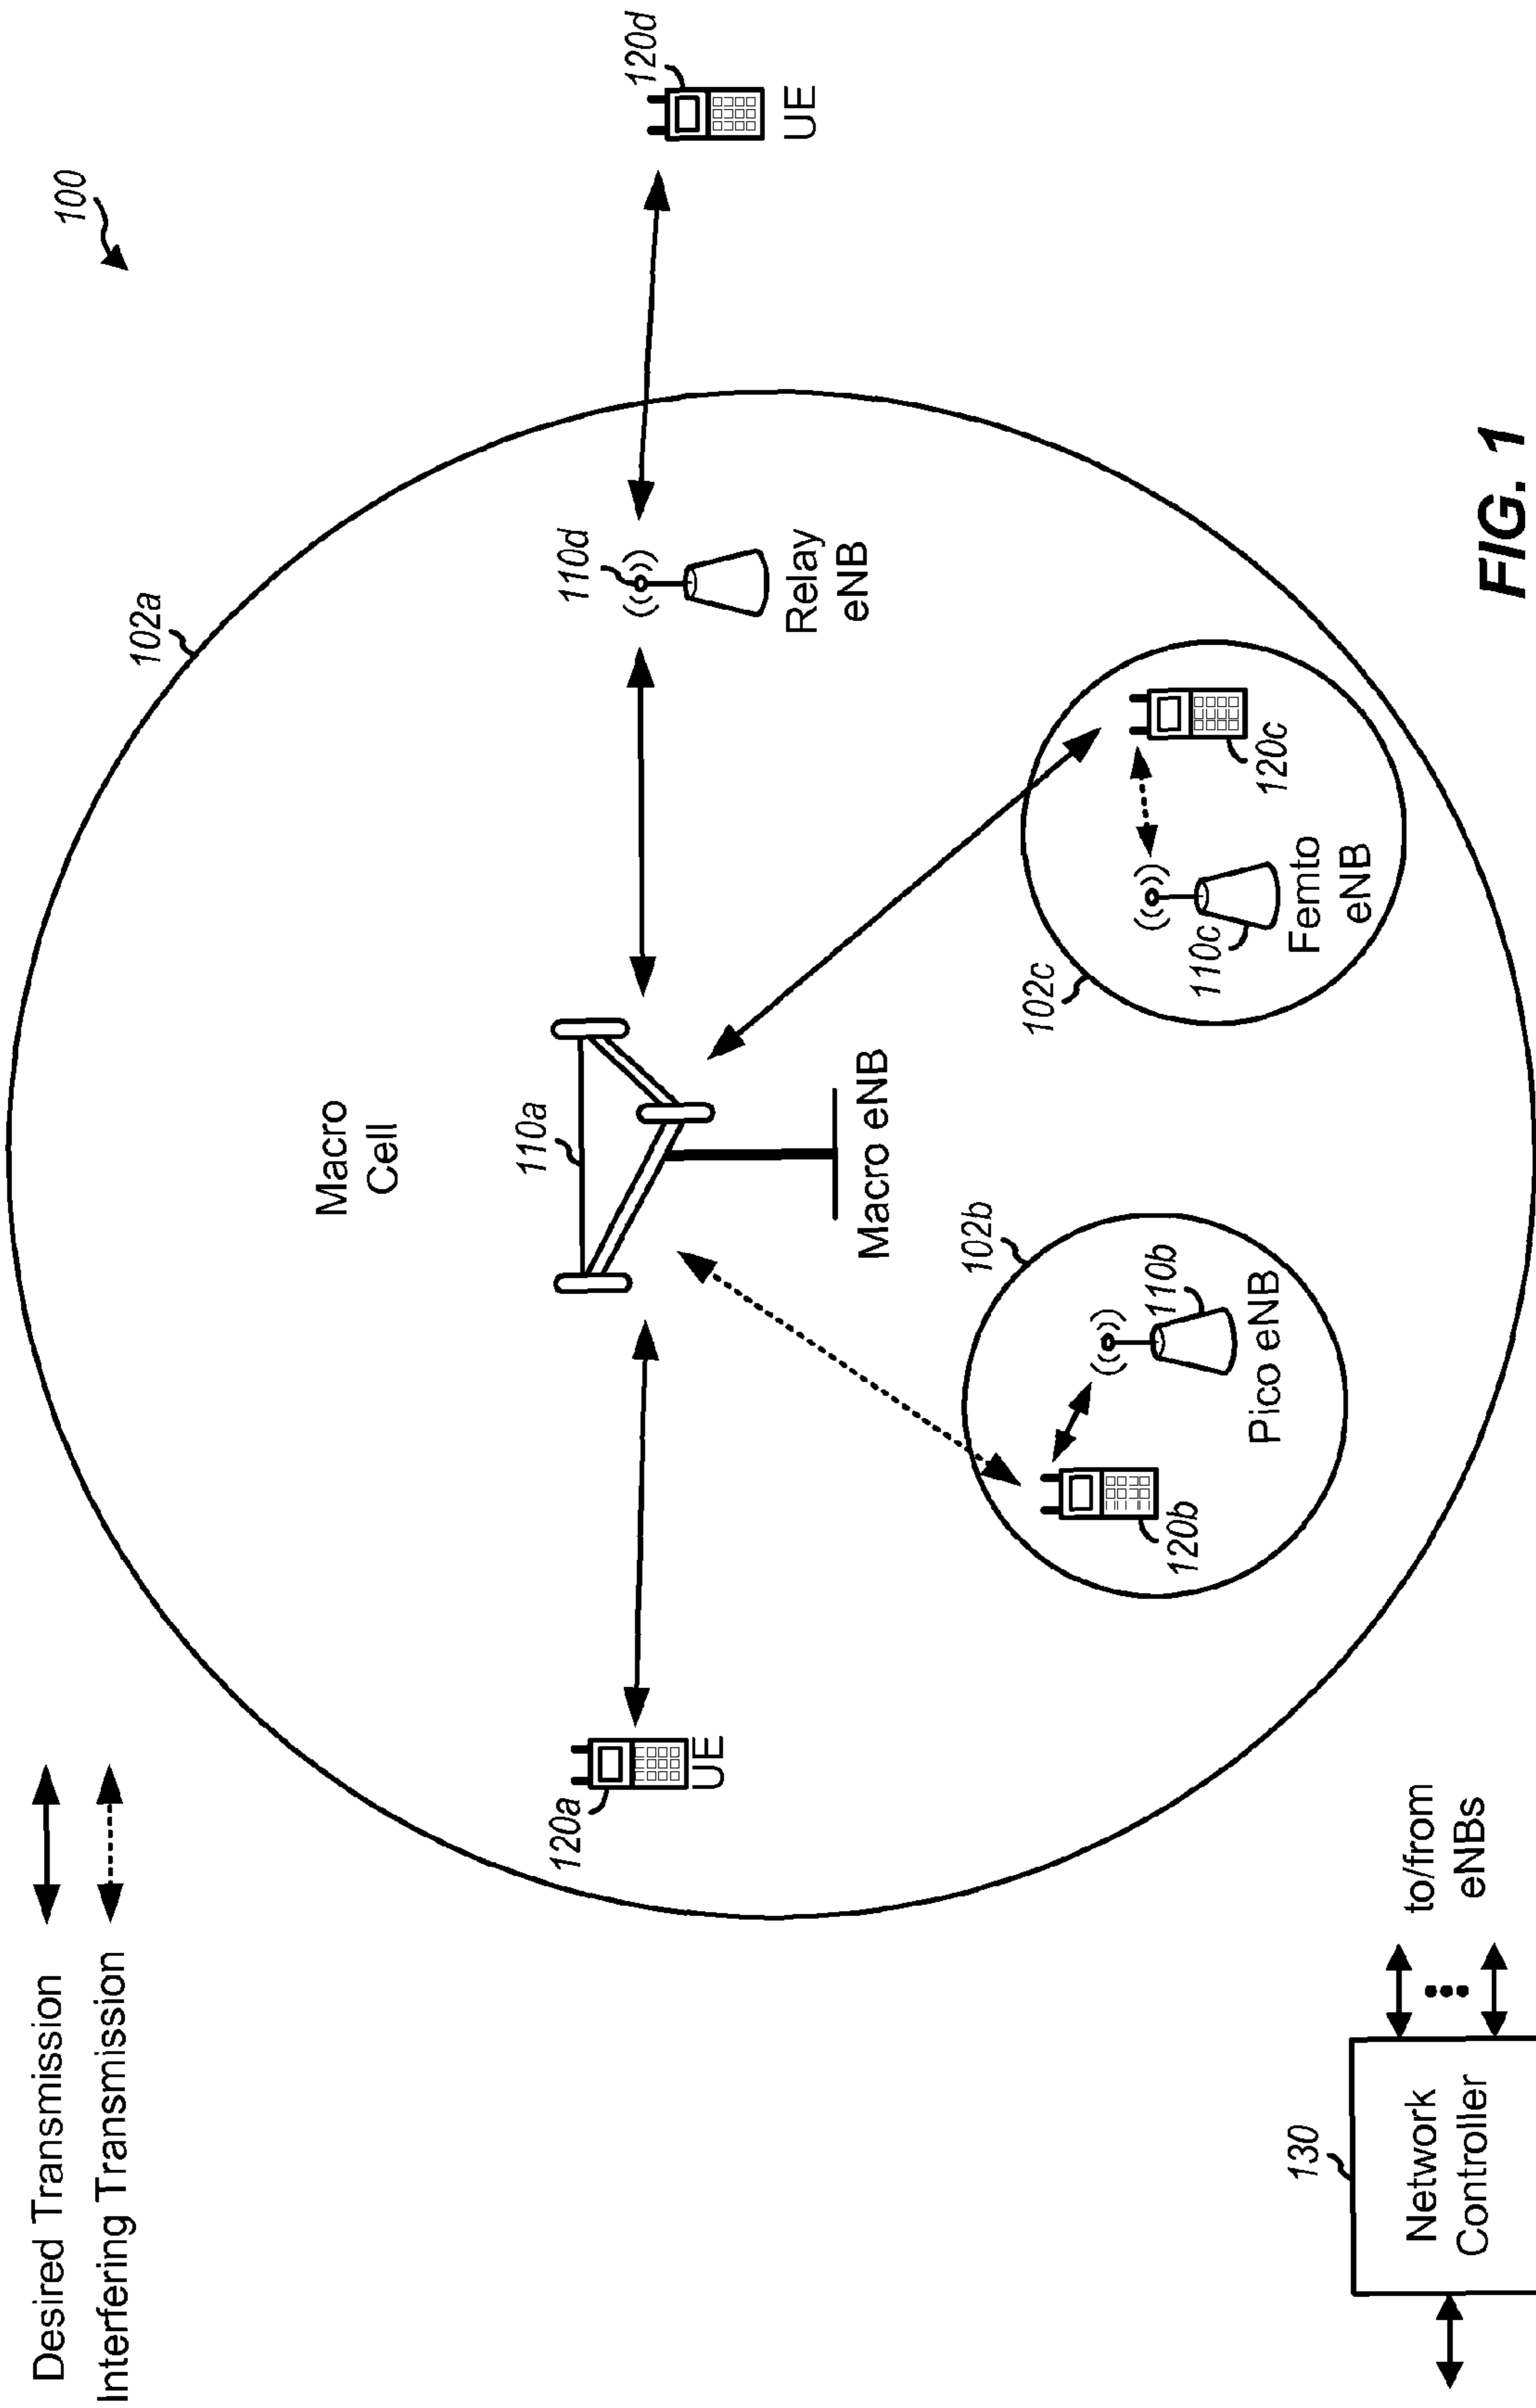 100
Desired Transmission
Interfering Transmission
102a
Macro
Cell
110a
120a
UE
110d
Relay
eNB
120d
UE
Macro eNB
102b
110b
Pico eNB
120b
102c
110c
Femto
eNB
120c
130
Network
Controller
to/from
eNBs
FIG. 1